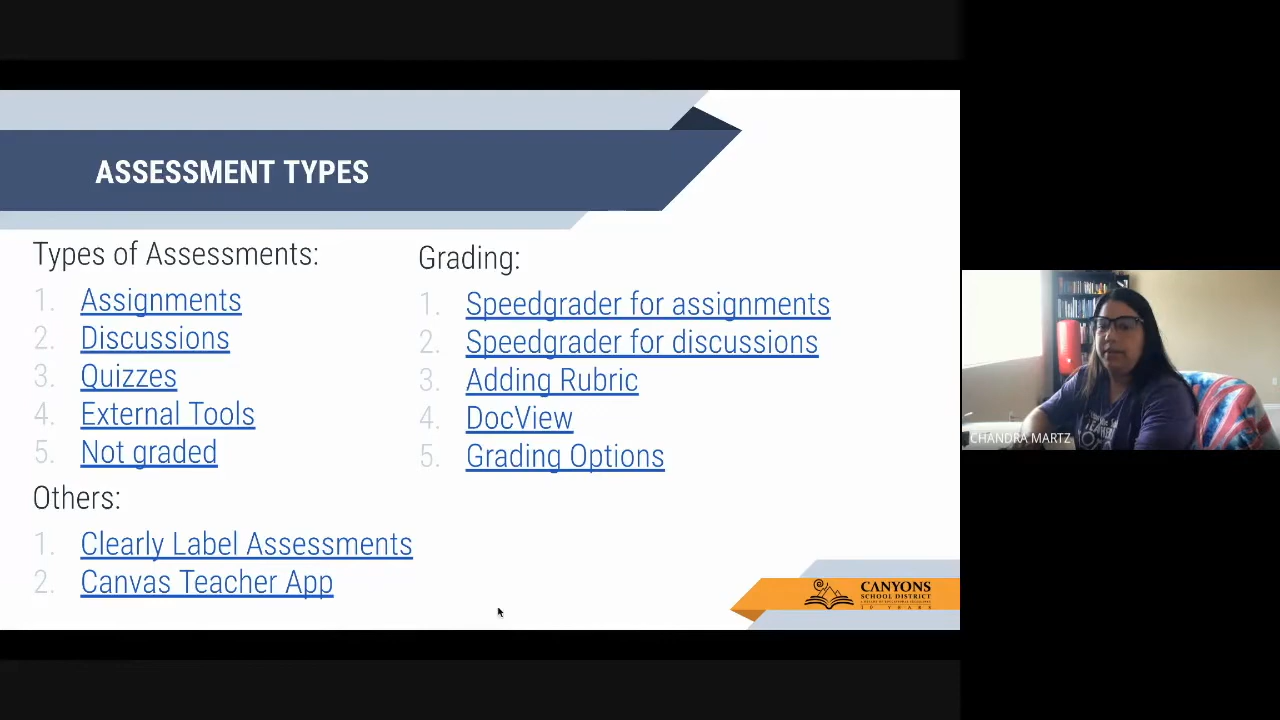 ASSESSMENT TYPES
Types of Assessments:
1. Assignments
2. Discussions
3. Quizzes
4. External Tools
5. Not graded
Others:
1. Clearly Label Assessments
2. Canvas Teacher App
Grading:
1. Speedgrader for assignments
2. Speedgrader for discussions
3. Adding Rubric
4. DocView
5. Grading Options
CANYONS
SCHOOL DISTRICT
10 YEARS
CHANDRA MARTZ